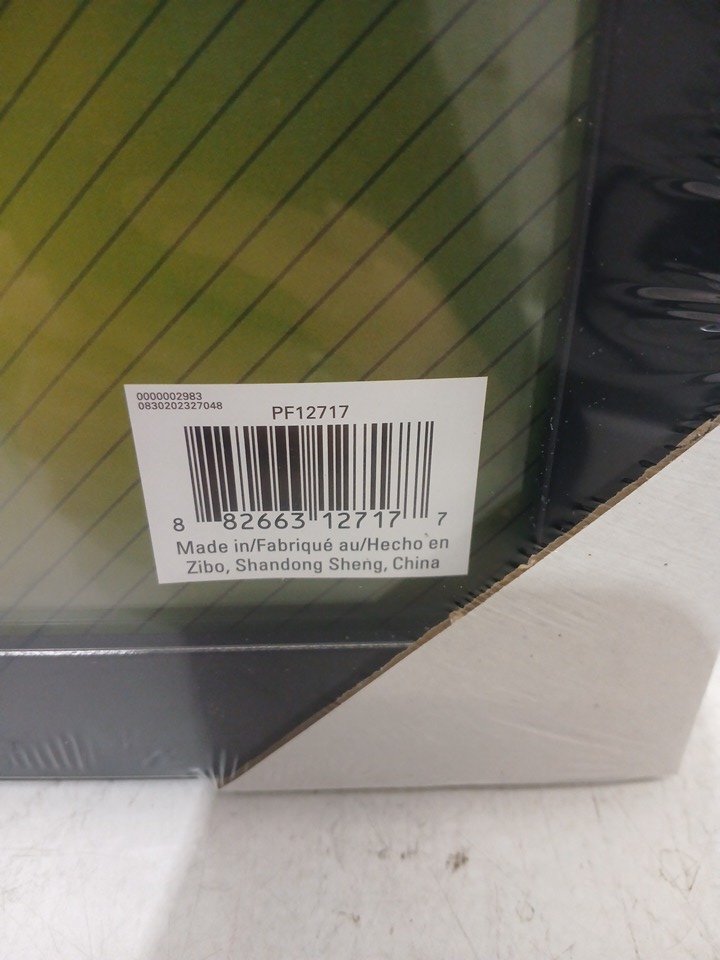 0000002983
0830202327048
PF12717
8 82663 12717 7
Made in/Fabriqué au/Hecho en
Zibo, Shandong Sheng, China